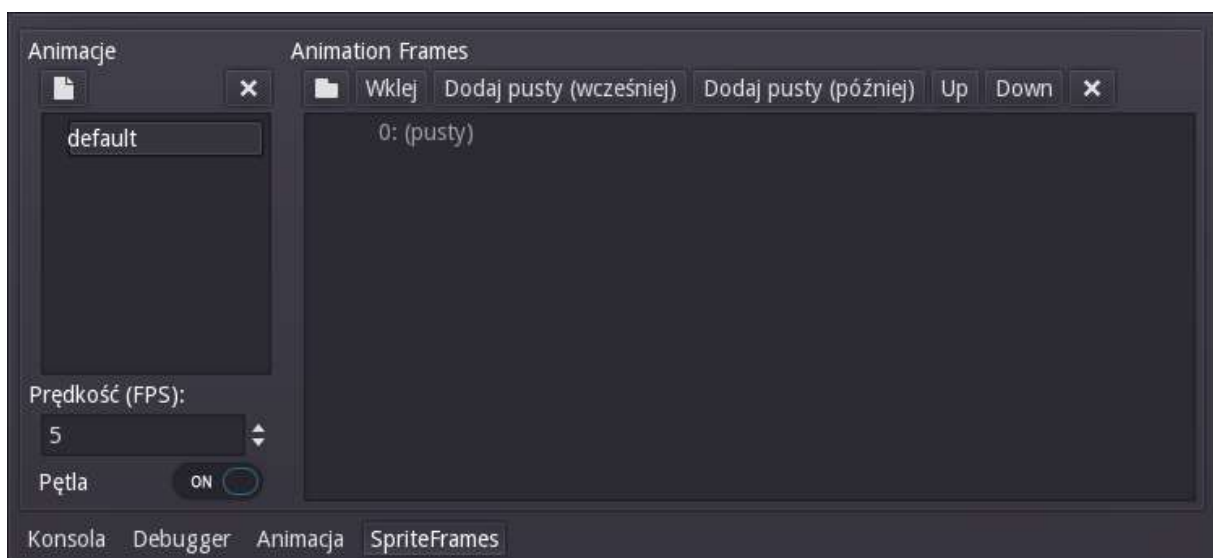 Animacje
Animation Frames
Wklej Dodaj pusty (wcześniej) Dodaj pusty (później) Up Down
default
0: (pusty)
Prędkość (FPS):
5
Pętla ON
Konsola Debugger Animacja SpriteFrames